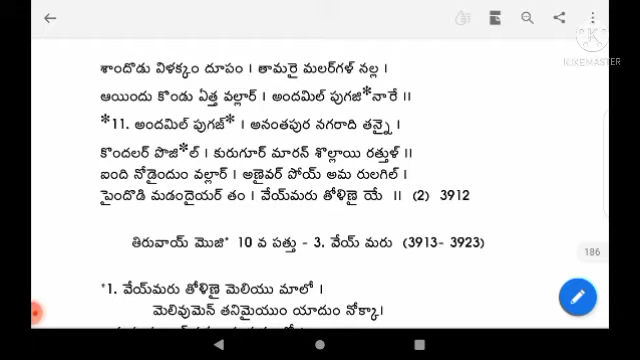 శాందొడు విళక్కం దూపం । తామరై మలర్గళ్ నల్ల ।
KINEMASTER
ఆయిందు కొండు ఏత్త వల్లార్ । అందమిల్ పుగజి*నారే ॥
*11. అందమిల్ పుగజ్* । అనంతపుర నగరాది తన్నై ।
కొందలర్ పొజి*ల్ । కురుగూర్ మారన్ శొల్లాయి రత్తుళ్ ॥
ఐంది నోడైందుం వల్లార్ । అణైవర్ పోయ్ అమ రులగిల్ ।
పైందొడి మడందైయర్ తం । వేయ్‌మరు తోళిణై యే ॥ (2) 3912
తిరువాయ్ మొజి* 10 వ పత్తు - 3. వేయ్ మరు (3913- 3923)
186
*1. వేయ్‌మరు తోళిణై మెలియు మాలో ।
మెలివుమెన్ తనిమైయుం యాదుం నోక్కా।